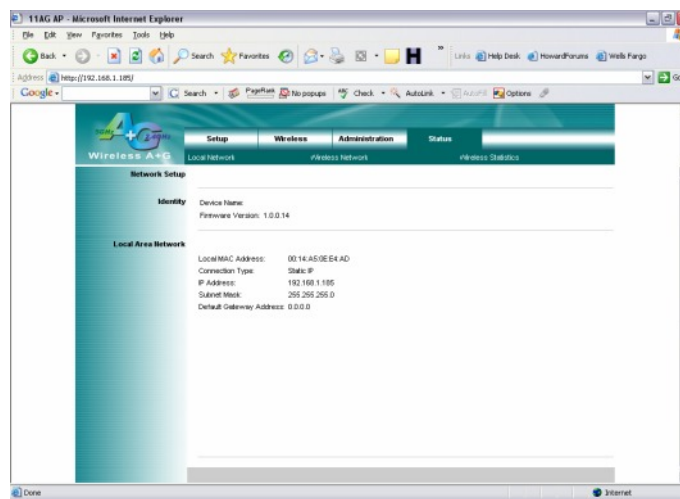 11AG AP - Microsoft Internet Explorer
File Edit View Favorites Tools Help
Back Search Favorites Links Help Desk HowardForums Wells Fargo
Address http://192.168.1.185/ Go
Google Search PageRank No popups Check AutoLink AutoFill Options
A+G
Setup Wireless Administration Status
Wireless A+G Local Network Wireless Network Wireless Statistics
Network Setup
Identity Device Name:
Firmware Version: 1.0.0.14
Local Area Network
Local MAC Address: 00:14:A5:0E:E4:AD
Connection Type: Static IP
IP Address: 192.168.1.185
Subnet Mask: 255.255.255.0
Default Gateway Address: 0.0.0.0
Done Internet